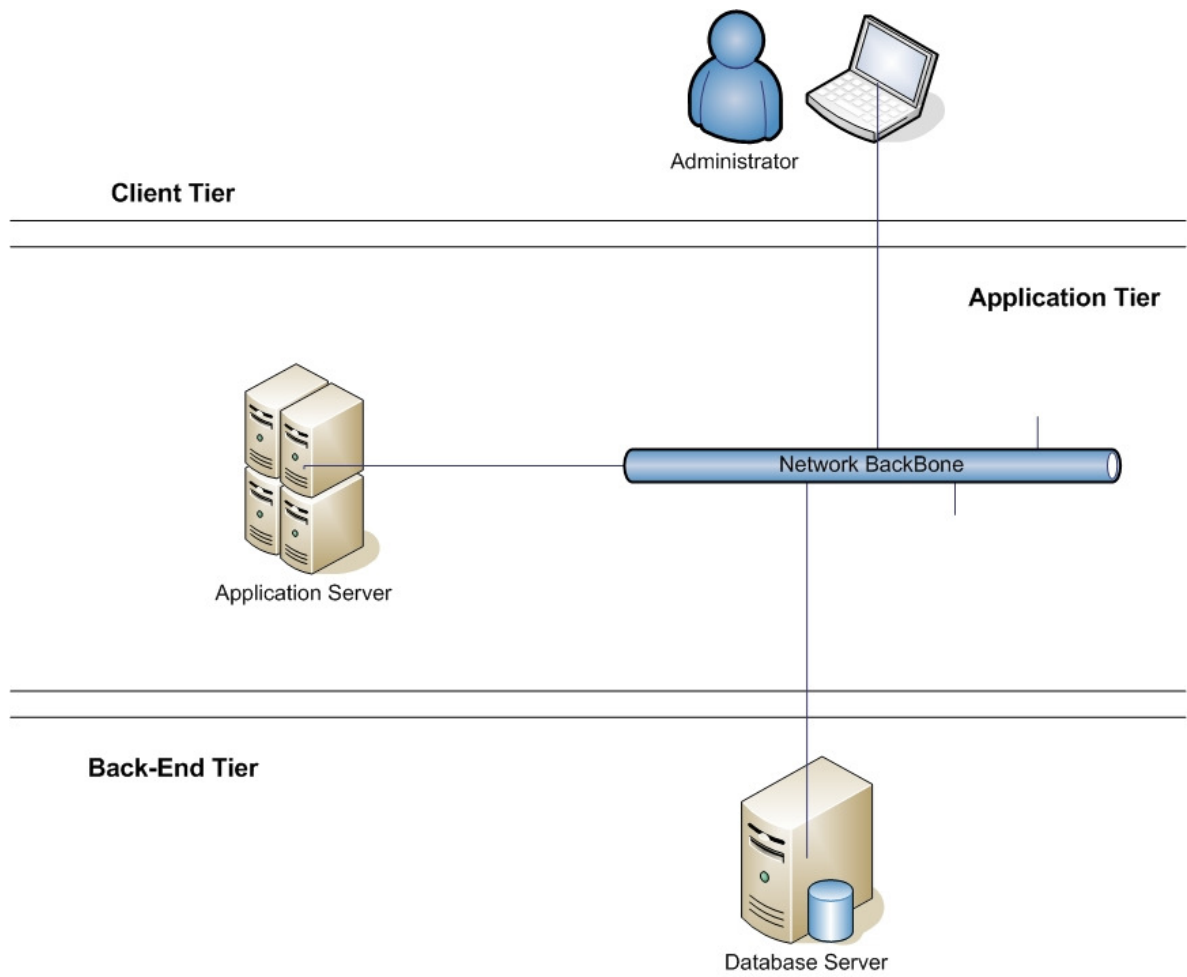 Administrator
Client Tier
Application Tier
Network BackBone
Application Server
Back-End Tier
Database Server